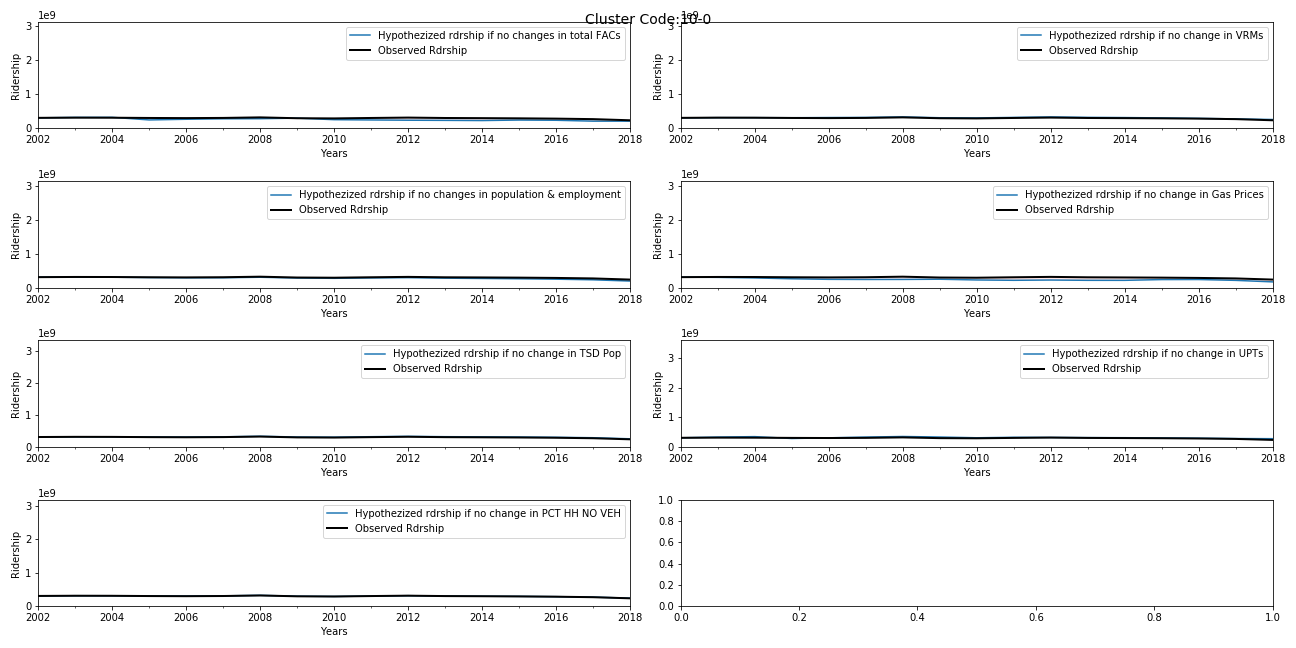 Cluster Code:10-0
1e9
3
2
1
0
Ridership
Hypothezized rdrship if no changes in total FACs
Observed Rdrship
2002 2004 2006 2008 2010 2012 2014 2016 2018
Years
1e9
3
2
1
0
Ridership
Hypothezized rdrship if no change in VRMs
Observed Rdrship
2002 2004 2006 2008 2010 2012 2014 2016 2018
Years
1e9
3
2
1
0
Ridership
Hypothezized rdrship if no changes in population & employment
Observed Rdrship
2002 2004 2006 2008 2010 2012 2014 2016 2018
Years
1e9
3
2
1
0
Ridership
Hypothezized rdrship if no change in Gas Prices
Observed Rdrship
2002 2004 2006 2008 2010 2012 2014 2016 2018
Years
1e9
3
2
1
0
Ridership
Hypothezized rdrship if no change in TSD Pop
Observed Rdrship
2002 2004 2006 2008 2010 2012 2014 2016 2018
Years
1e9
3
2
1
0
Ridership
Hypothezized rdrship if no change in UPTs
Observed Rdrship
2002 2004 2006 2008 2010 2012 2014 2016 2018
Years
1e9
3
2
1
0
Ridership
Hypothezized rdrship if no change in PCT HH NO VEH
Observed Rdrship
2002 2004 2006 2008 2010 2012 2014 2016 2018
Years
1.0
0.8
0.6
0.4
0.2
0.0
0.0 0.2 0.4 0.6 0.8 1.0